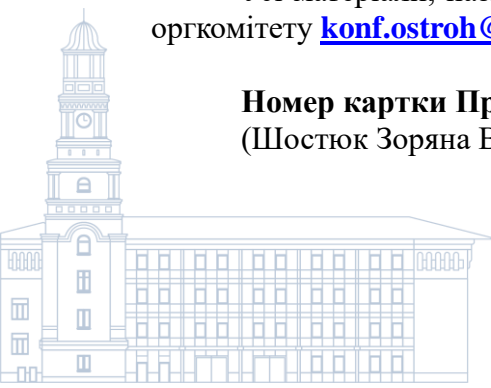 оргкомітету konf.ostroh@
Номер картки Пр
(Шостюк Зоряна В